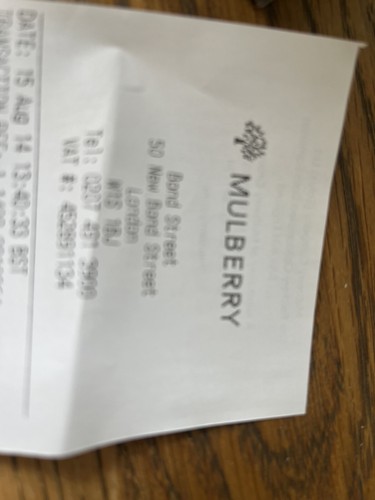 MULBERRY
Bond Street
50 New Bond Street
London
W1S 1BJ
Tel: 0207 491 3900
VAT #: 452651134
DATE: 15 Aug 14 13:40:33 BST